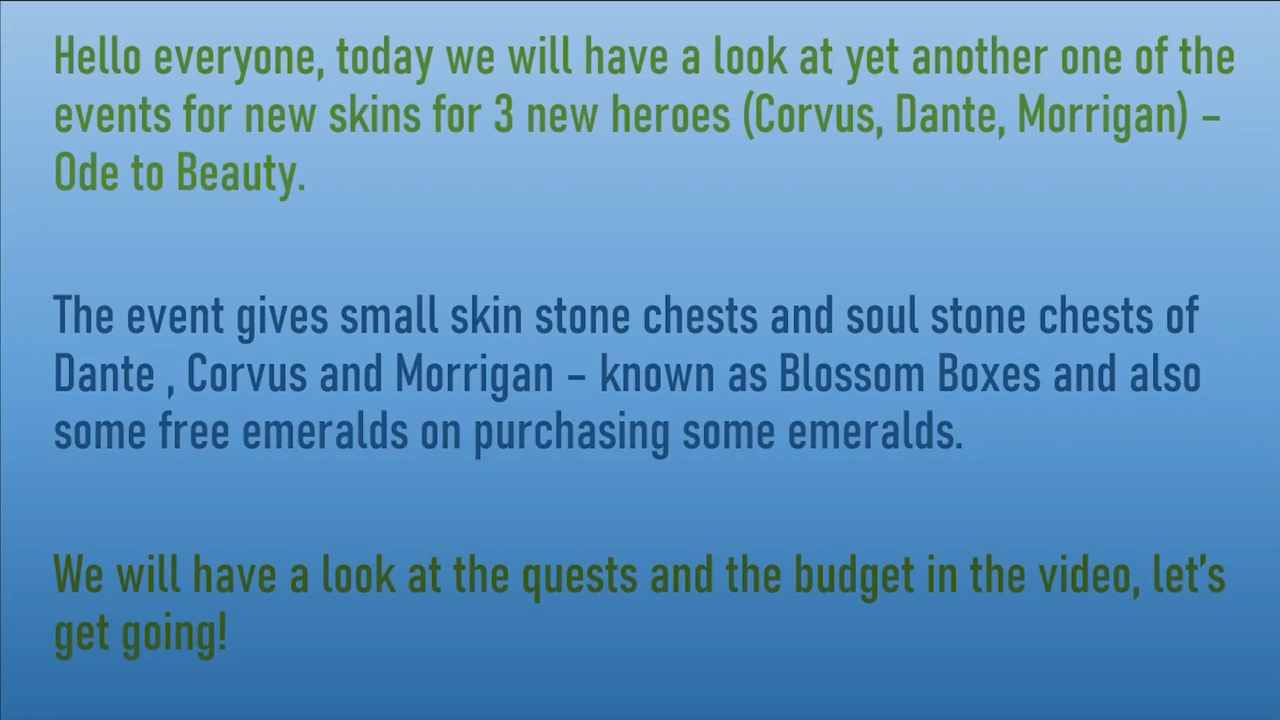 Hello everyone, today we will have a look at yet another one of the
events for new skins for 3 new heroes (Corvus, Dante, Morrigan) –
Ode to Beauty.
The event gives small skin stone chests and soul stone chests of
Dante , Corvus and Morrigan – known as Blossom Boxes and also
some free emeralds on purchasing some emeralds.
We will have a look at the quests and the budget in the video, let’s
get going!